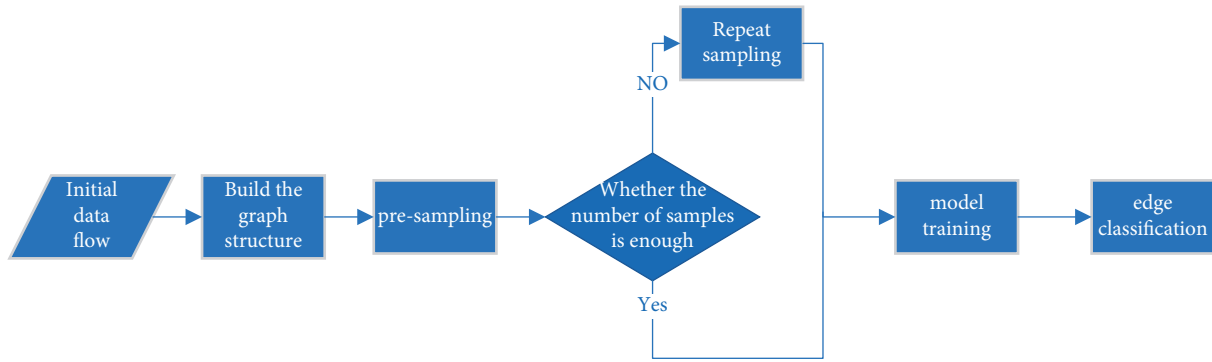 Initial
data
flow
Build the
graph
structure
pre-sampling
Whether the
number of samples
is enough
NO
Repeat
sampling
Yes
model
training
edge
classification